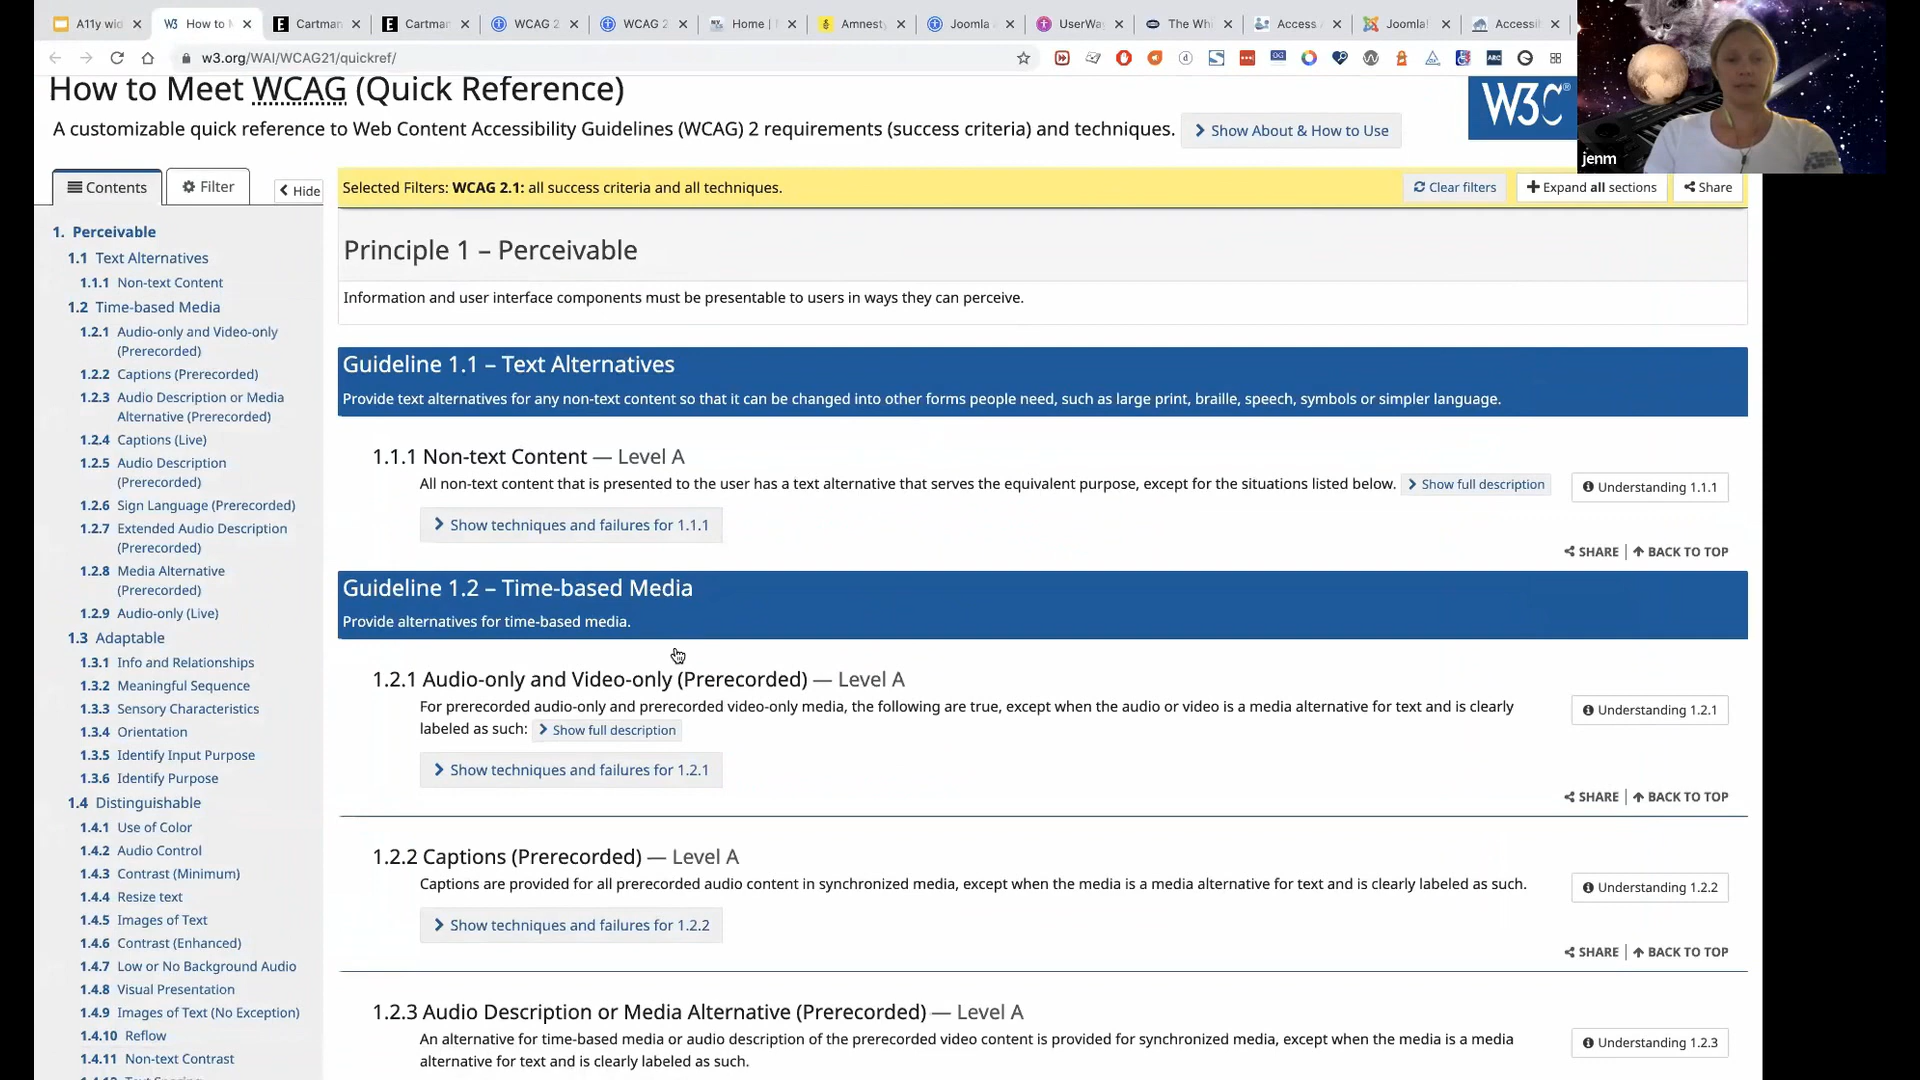 A11y wid
How to M
Cartman
Cartman
WCAG 2
WCAG 2
Home |
Amnest
Joomla
UserWa
The Whi
Access
Joomla!
Accessi
w3.org/WAI/WCAG21/quickref/
How to Meet WCAG (Quick Reference)
A customizable quick reference to Web Content Accessibility Guidelines (WCAG) 2 requirements (success criteria) and techniques.
Show About & How to Use
W3C®
jenm
Contents
Filter
Hide
Selected Filters: WCAG 2.1: all success criteria and all techniques.
Clear filters
Expand all sections
Share
1. Perceivable
1.1 Text Alternatives
1.1.1 Non-text Content
1.2 Time-based Media
1.2.1 Audio-only and Video-only
(Prerecorded)
1.2.2 Captions (Prerecorded)
1.2.3 Audio Description or Media
Alternative (Prerecorded)
1.2.4 Captions (Live)
1.2.5 Audio Description
(Prerecorded)
1.2.6 Sign Language (Prerecorded)
1.2.7 Extended Audio Description
(Prerecorded)
1.2.8 Media Alternative
(Prerecorded)
1.2.9 Audio-only (Live)
1.3 Adaptable
1.3.1 Info and Relationships
1.3.2 Meaningful Sequence
1.3.3 Sensory Characteristics
1.3.4 Orientation
1.3.5 Identify Input Purpose
1.3.6 Identify Purpose
1.4 Distinguishable
1.4.1 Use of Color
1.4.2 Audio Control
1.4.3 Contrast (Minimum)
1.4.4 Resize text
1.4.5 Images of Text
1.4.6 Contrast (Enhanced)
1.4.7 Low or No Background Audio
1.4.8 Visual Presentation
1.4.9 Images of Text (No Exception)
1.4.10 Reflow
1.4.11 Non-text Contrast
Principle 1 – Perceivable
Information and user interface components must be presentable to users in ways they can perceive.
Guideline 1.1 – Text Alternatives
Provide text alternatives for any non-text content so that it can be changed into other forms people need, such as large print, braille, speech, symbols or simpler language.
1.1.1 Non-text Content — Level A
All non-text content that is presented to the user has a text alternative that serves the equivalent purpose, except for the situations listed below.
Show full description
Understanding 1.1.1
Show techniques and failures for 1.1.1
SHARE | BACK TO TOP
Guideline 1.2 – Time-based Media
Provide alternatives for time-based media.
1.2.1 Audio-only and Video-only (Prerecorded) — Level A
For prerecorded audio-only and prerecorded video-only media, the following are true, except when the audio or video is a media alternative for text and is clearly
labeled as such: Show full description
Understanding 1.2.1
Show techniques and failures for 1.2.1
SHARE | BACK TO TOP
1.2.2 Captions (Prerecorded) — Level A
Captions are provided for all prerecorded audio content in synchronized media, except when the media is a media alternative for text and is clearly labeled as such.
Understanding 1.2.2
Show techniques and failures for 1.2.2
SHARE | BACK TO TOP
1.2.3 Audio Description or Media Alternative (Prerecorded) — Level A
An alternative for time-based media or audio description of the prerecorded video content is provided for synchronized media, except when the media is a media
alternative for text and is clearly labeled as such.
Understanding 1.2.3